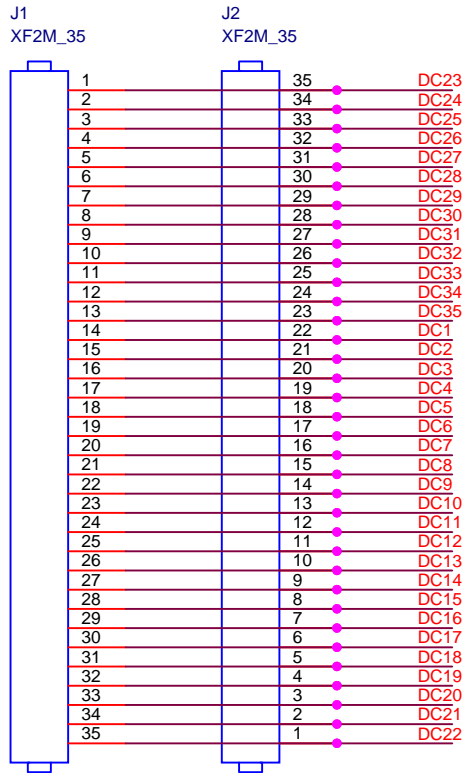 J1 J2
XF2M_35 XF2M_35
1 35 DC23
2 34 DC24
3 33 DC25
4 32 DC26
5 31 DC27
6 30 DC28
7 29 DC29
8 28 DC30
9 27 DC31
10 26 DC32
11 25 DC33
12 24 DC34
13 23 DC35
14 22 DC1
15 21 DC2
16 20 DC3
17 19 DC4
18 18 DC5
19 17 DC6
20 16 DC7
21 15 DC8
22 14 DC9
23 13 DC10
24 12 DC11
25 11 DC12
26 10 DC13
27 9 DC14
28 8 DC15
29 7 DC16
30 6 DC17
31 5 DC18
32 4 DC19
33 3 DC20
34 2 DC21
35 1 DC22